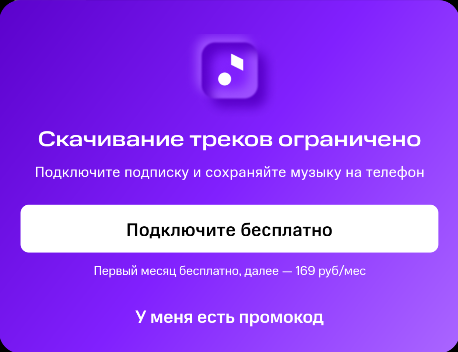 Скачивание треков ограничено
Подключите подписку и сохраняйте музыку на телефон
Подключите бесплатно
Первый месяц бесплатно, далее — 169 руб/мес
У меня есть промокод